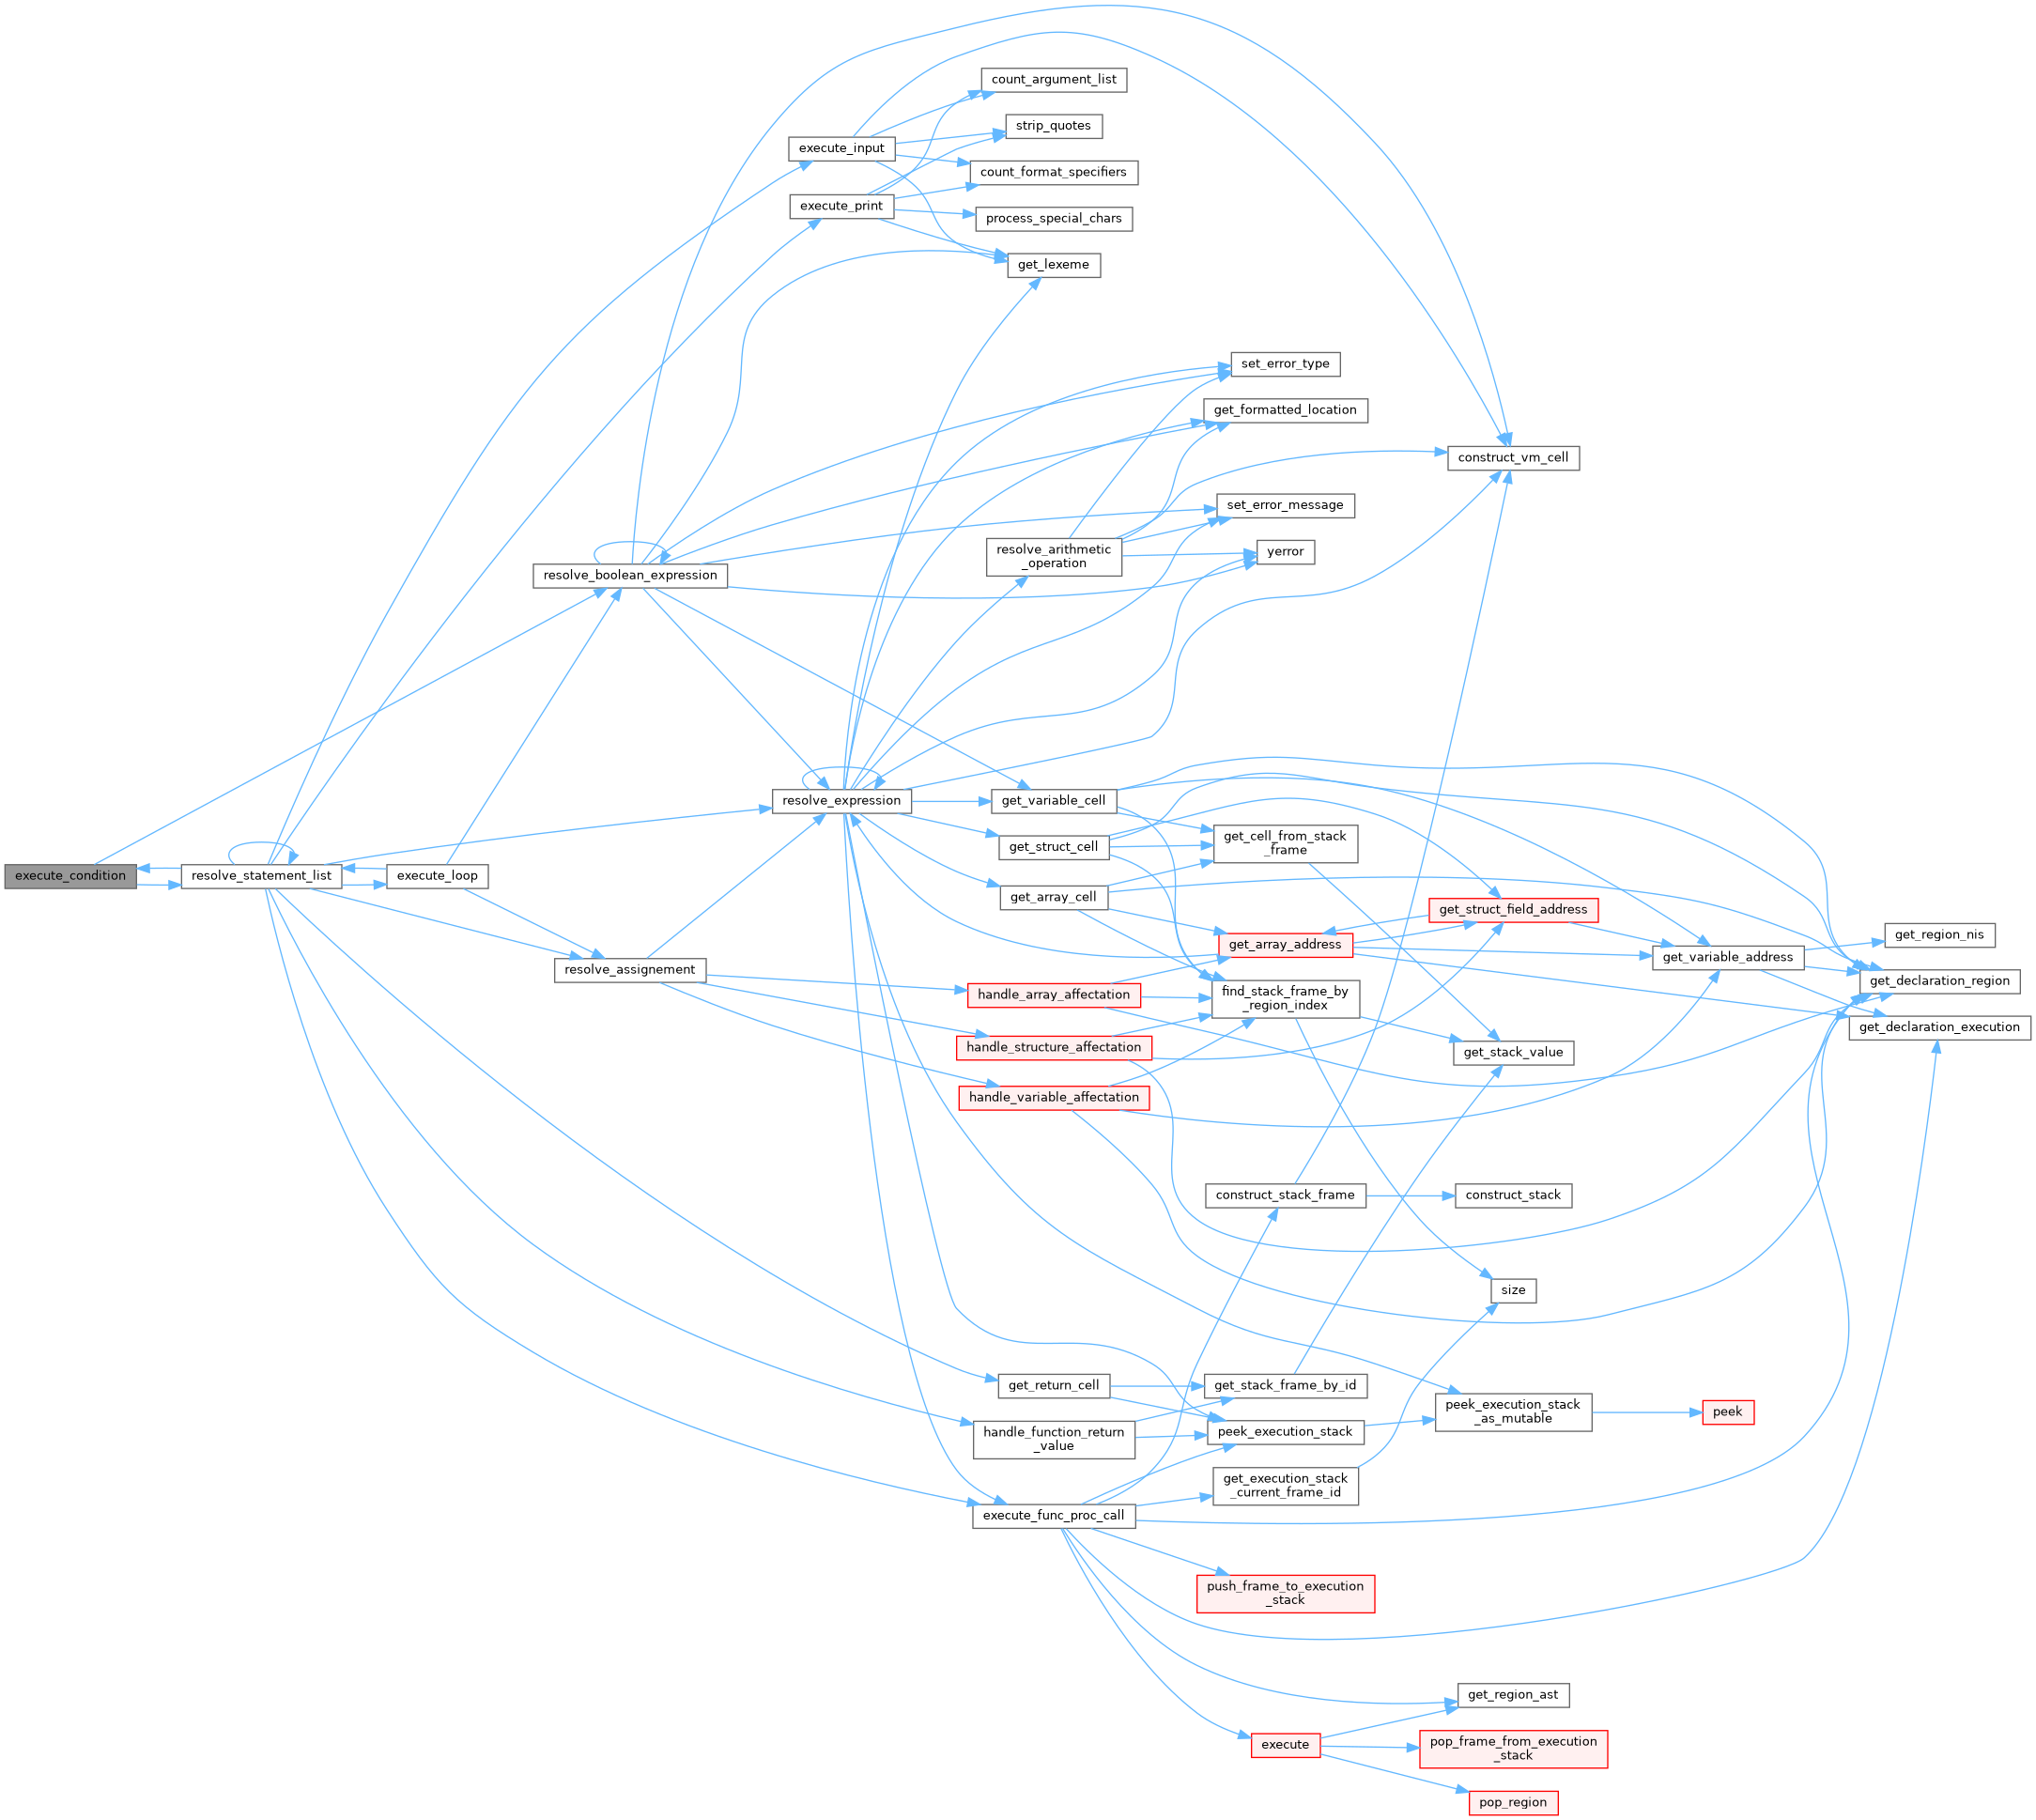 count_argument_list
strip_quotes
execute_input
count_format_specifiers
execute_print
process_special_chars
get_lexeme
set_error_type
get_formatted_location
construct_vm_cell
set_error_message
resolve_arithmetic
_operation
yerror
resolve_boolean_expression
resolve_expression
get_variable_cell
get_cell_from_stack
_frame
get_struct_cell
execute_condition
resolve_statement_list
execute_loop
get_array_cell
get_struct_field_address
get_region_nis
get_array_address
get_variable_address
resolve_assignement
get_declaration_region
handle_array_affectation
find_stack_frame_by
_region_index
get_declaration_execution
handle_structure_affectation
get_stack_value
handle_variable_affectation
construct_stack_frame
construct_stack
size
get_return_cell
get_stack_frame_by_id
peek_execution_stack
_as_mutable
peek
handle_function_return
_value
peek_execution_stack
get_execution_stack
_current_frame_id
execute_func_proc_call
push_frame_to_execution
_stack
get_region_ast
execute
pop_frame_from_execution
_stack
pop_region